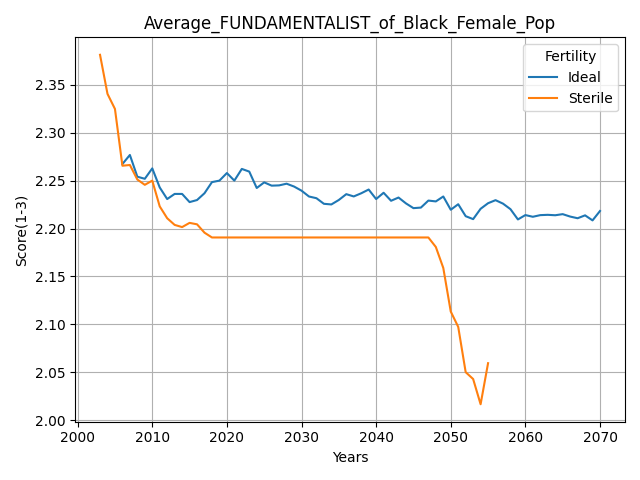 Average_FUNDAMENTALIST_of_Black_Female_Pop
Fertility
Ideal
Sterile
Score(1-3)
2.35
2.30
2.25
2.20
2.15
2.10
2.05
2.00
2000 2010 2020 2030 2040 2050 2060 2070
Years